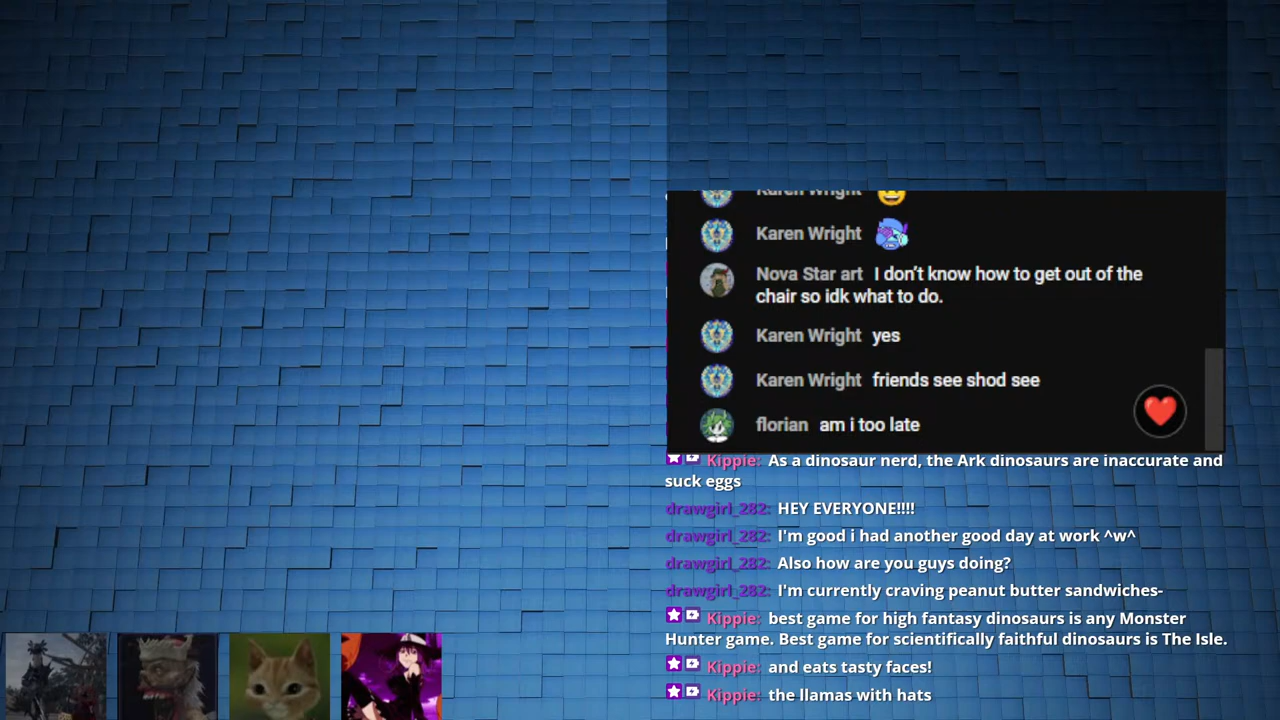 Karen Wright
Karen Wright
Nova Star art I don't know how to get out of the
chair so idk what to do.
Karen Wright yes
Karen Wright friends see shod see
florian am i too late
Kippie: As a dinosaur nerd, the Ark dinosaurs are inaccurate and
suck eggs
drawgirl_282: HEY EVERYONE!!!!
drawgirl_282: I'm good i had another good day at work ^w^
drawgirl_282: Also how are you guys doing?
drawgirl_282: I'm currently craving peanut butter sandwiches-
Kippie: best game for high fantasy dinosaurs is any Monster
Hunter game. Best game for scientifically faithful dinosaurs is The Isle.
Kippie: and eats tasty faces!
Kippie: the llamas with hats